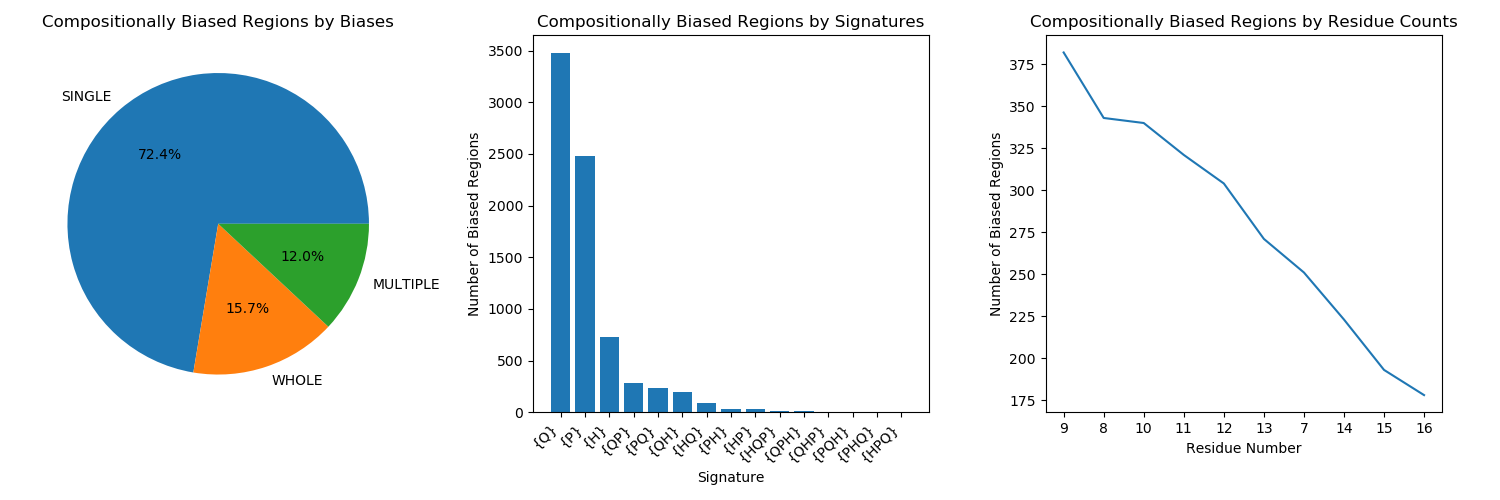 Compositionally Biased Regions by Biases
SINGLE
72.4%
12.0%
MULTIPLE
15.7%
WHOLE
Compositionally Biased Regions by Signatures
Number of Biased Regions
3500
3000
2500
2000
1500
1000
500
0
{Q}
{P}
{H}
{QP}
{PQ}
{QH}
{HQ}
{PH}
{HP}
{HQP}
{QPH}
{QHP}
{PQH}
{PHQ}
{HPQ}
Signature
Compositionally Biased Regions by Residue Counts
Number of Biased Regions
375
350
325
300
275
250
225
200
175
9 8 10 11 12 13 7 14 15 16
Residue Number